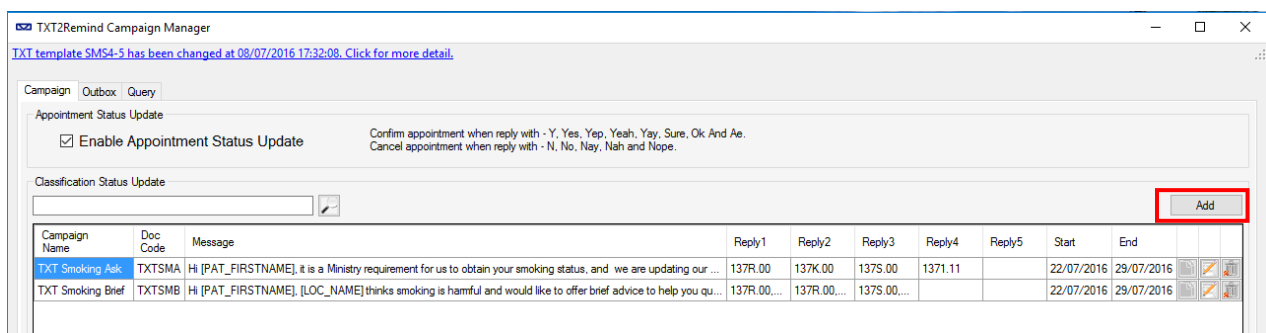 TXT2Remind Campaign Manager
TXT template SMS4-5 has been changed at 08/07/2016 17:32:08. Click for more detail.
Campaign Outbox Query
Appointment Status Update
Enable Appointment Status Update
Confirm appointment when reply with - Y, Yes, Yep, Yeah, Yay, Sure, Ok And Ae.
Cancel appointment when reply with - N, No, Nay, Nah and Nope.
Classification Status Update
Add
Campaign Name Doc Code Message Reply1 Reply2 Reply3 Reply4 Reply5 Start End
TXT Smoking Ask TXTSMA Hi [PAT_FIRSTNAME], it is a Ministry requirement for us to obtain your smoking status, and we are updating our ... 137R.00 137K.00 137S.00 1371.11 22/07/2016 29/07/2016
TXT Smoking Brief TXTSMB Hi [PAT_FIRSTNAME], [LOC_NAME] thinks smoking is harmful and would like to offer brief advice to help you qu... 137R.00,... 137R.00,... 137S.00,... 22/07/2016 29/07/2016